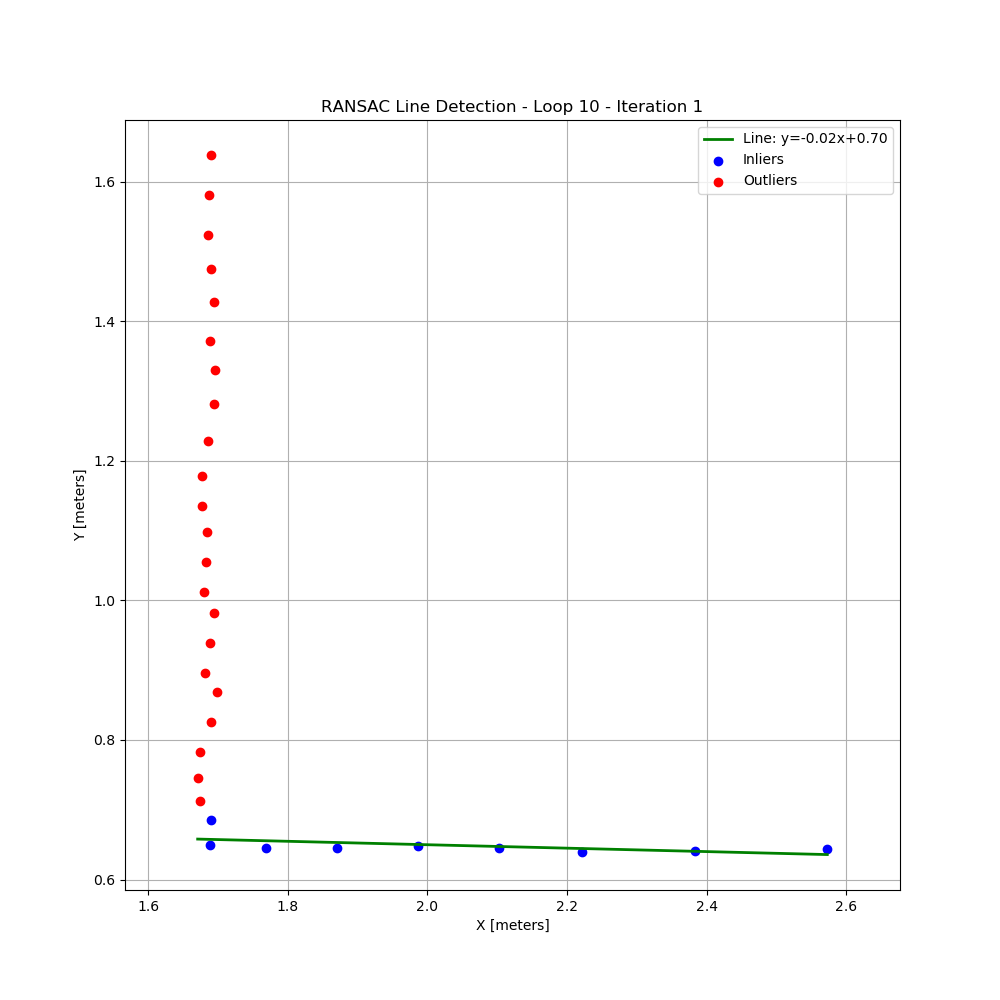 RANSAC Line Detection - Loop 10 - Iteration 1
Line: y=-0.02x+0.70
Inliers
Outliers
Y [meters]
1.6
1.4
1.2
1.0
0.8
0.6
1.6 1.8 2.0 2.2 2.4 2.6
X [meters]